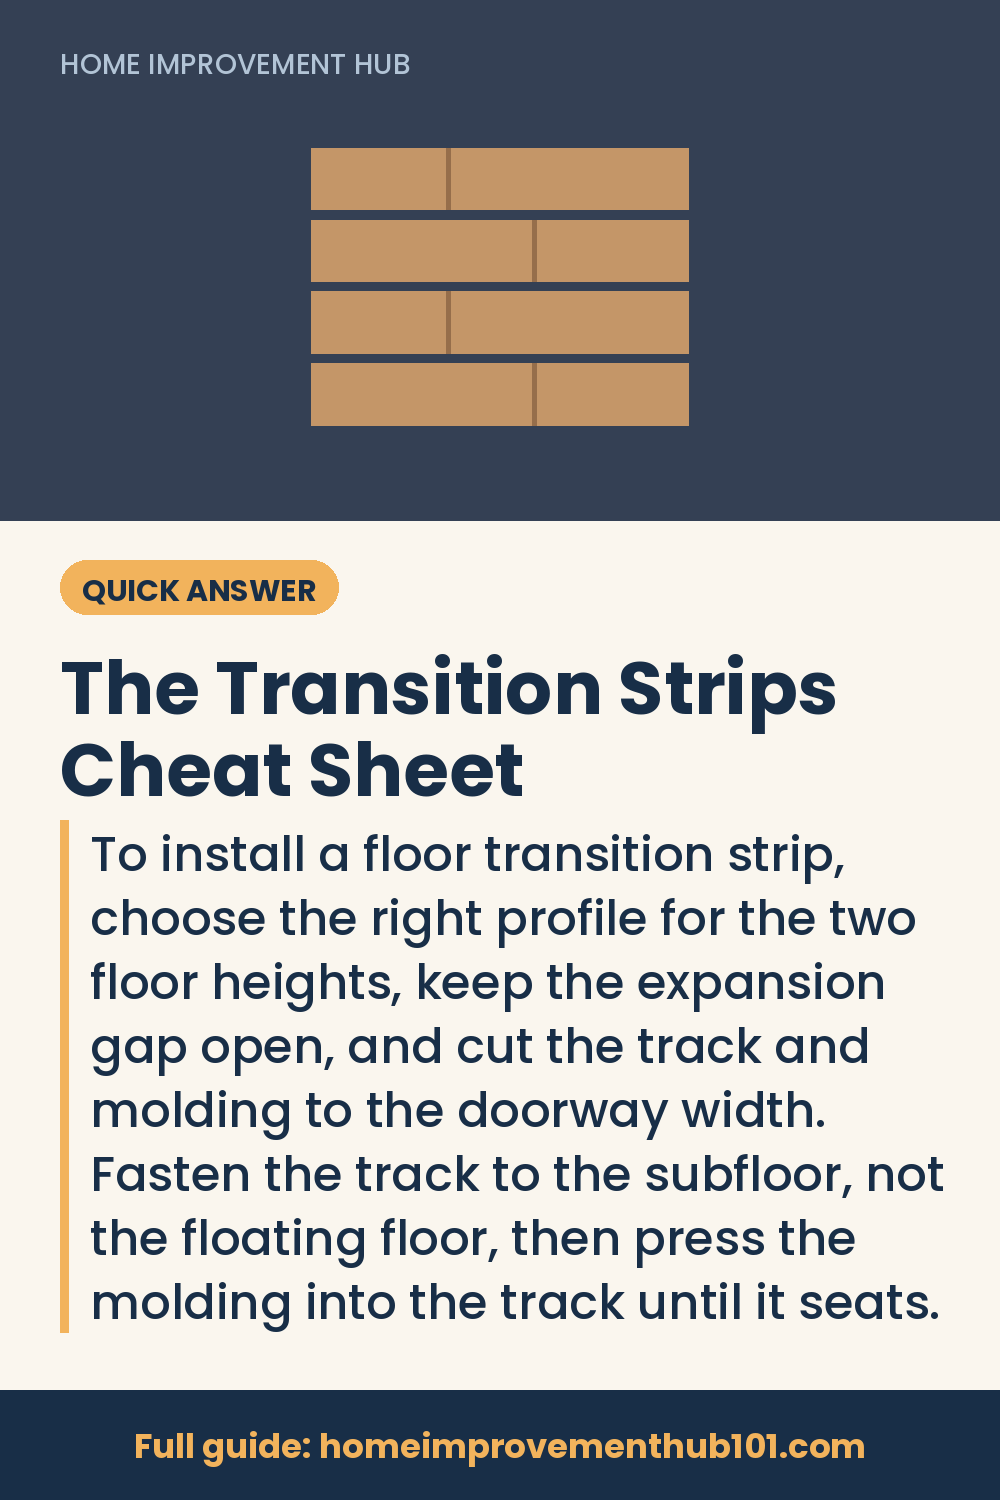 HOME IMPROVEMENT HUB
QUICK ANSWER
The Transition Strips
Cheat Sheet
To install a floor transition strip,
choose the right profile for the two
floor heights, keep the expansion
gap open, and cut the track and
molding to the doorway width.
Fasten the track to the subfloor, not
the floating floor, then press the
molding into the track until it seats.
Full guide: homeimprovementhub101.com